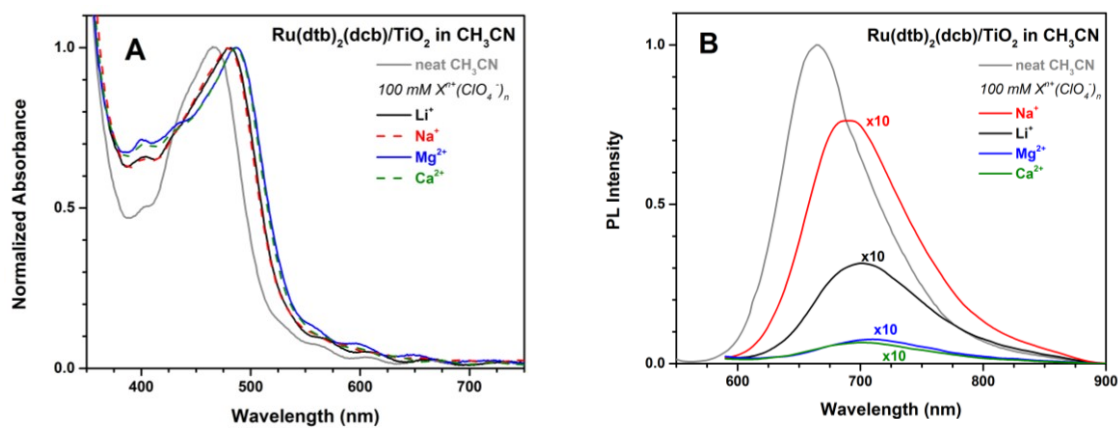 A
Ru(dtb)₂(dcb)/TiO₂ in CH₃CN
neat CH₃CN
100 mM Xⁿ⁺(ClO₄⁻)ₙ
Li⁺
Na⁺
Mg²⁺
Ca²⁺
1.0
0.5
0.0
400
500
600
700
Normalized Absorbance
Wavelength (nm)
B
Ru(dtb)₂(dcb)/TiO₂ in CH₃CN
neat CH₃CN
100 mM Xⁿ⁺(ClO₄⁻)ₙ
Na⁺
Li⁺
Mg²⁺
Ca²⁺
x10
x10
x10
x10
1.0
0.5
0.0
600
700
800
900
PL Intensity
Wavelength (nm)